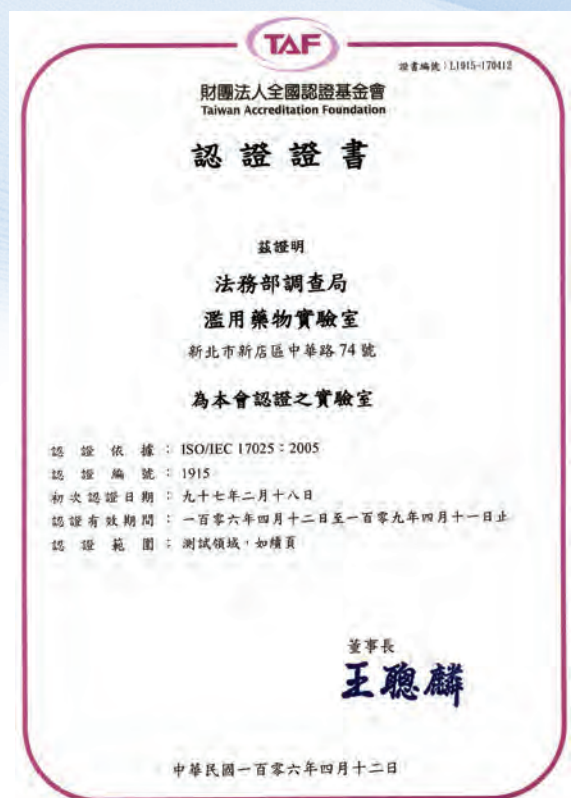 TAF
證書編號：L1915-170412
財團法人全國認證基金會
Taiwan Accreditation Foundation
認證證書
茲證明
法務部調查局
濫用藥物實驗室
新北市新店區中華路74號
為本會認證之實驗室
認證依據：ISO/IEC 17025：2005
認證編號：1915
初次認證日期：九十七年二月十八日
認證有效期間：一百零六年四月十二日至一百零九年四月十一日止
認證範圍：測試領域，如續頁
董事長
王聰麟
中華民國一百零六年四月十二日